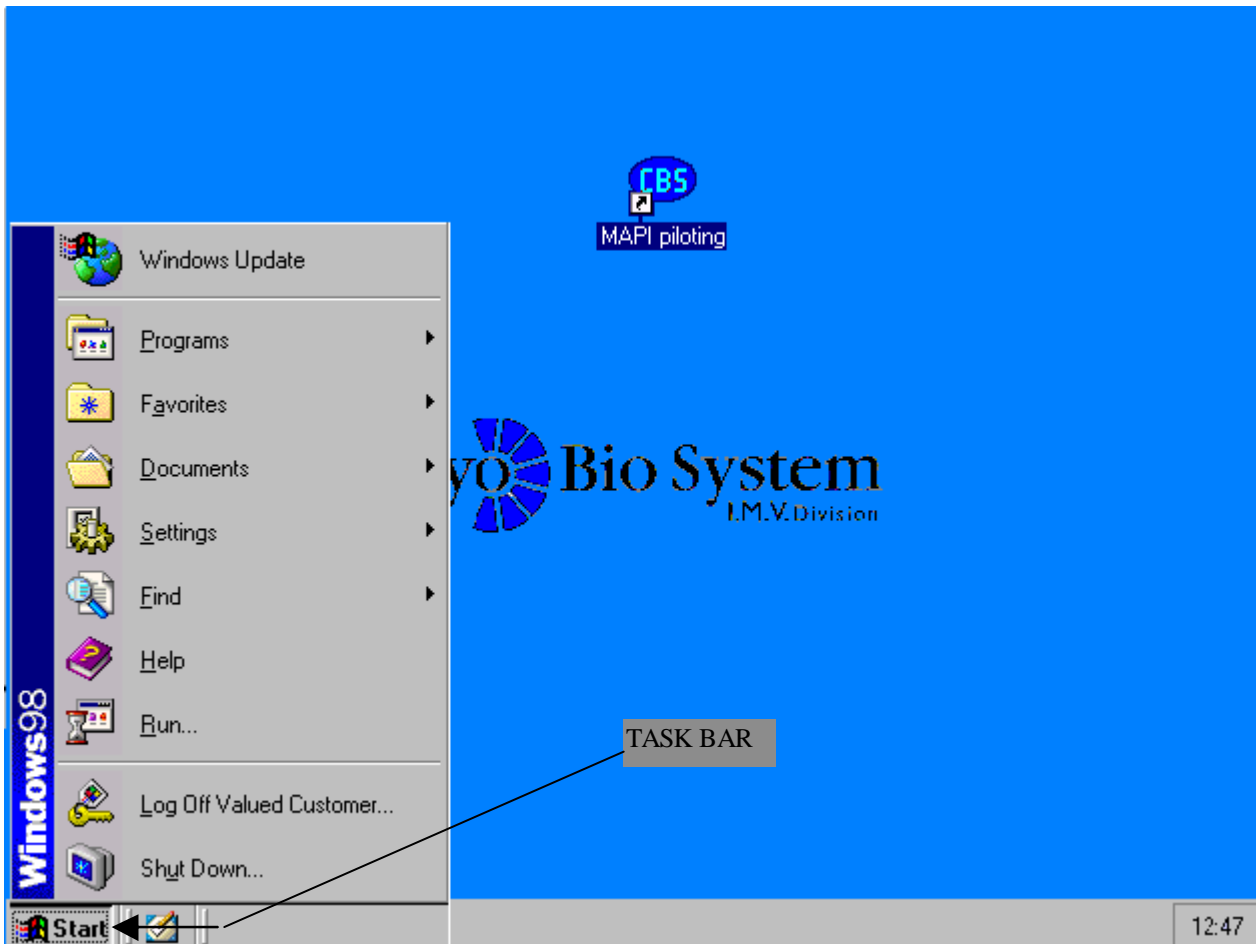 CBS
MAPI piloting
Windows Update
Programs
Favorites
Documents
Settings
Find
Help
Run...
Log Off Valued Customer...
Shut Down...
Windows98
yo Bio System
I.M.V. Division
TASK BAR
Start
12:47